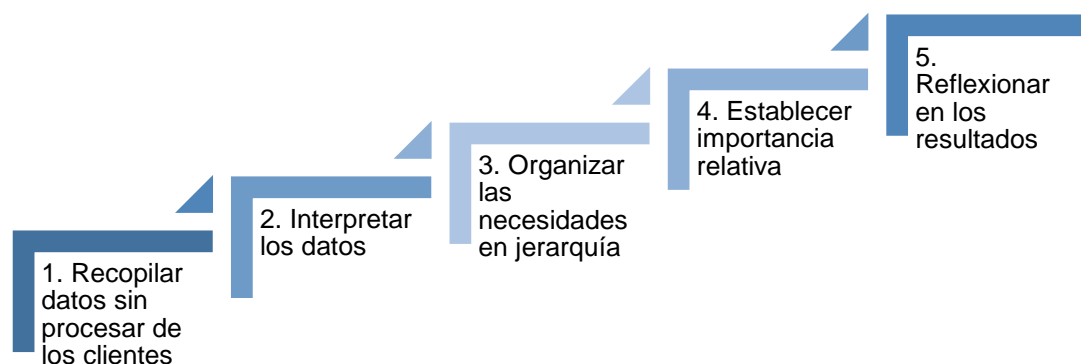 1. Recopilar
datos sin
procesar de
los clientes
2. Interpretar
los datos
3. Organizar
las
necesidades
en jerarquía
4. Establecer
importancia
relativa
5.
Reflexionar
en los
resultados